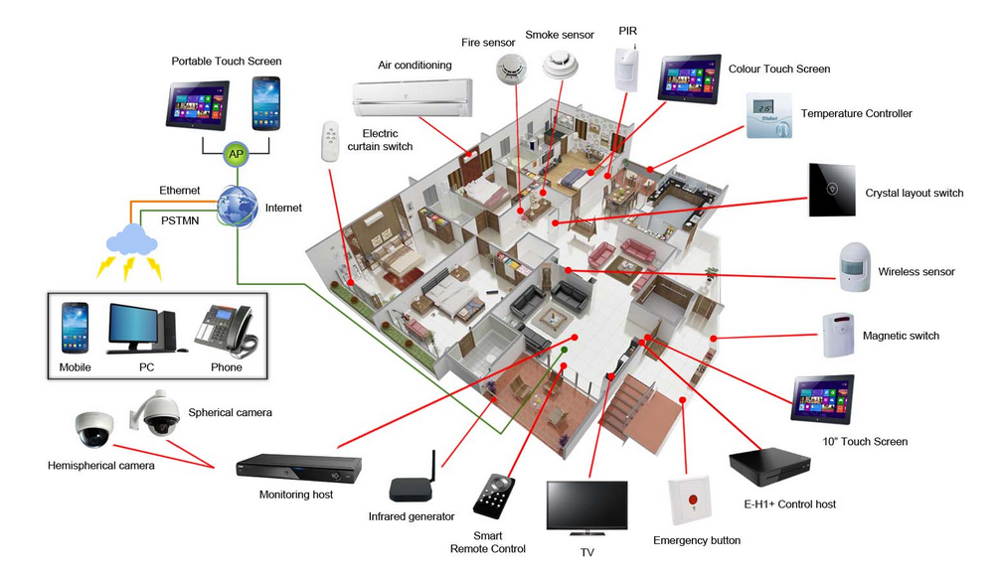 Smoke sensor
PIR
Fire sensor
Portable Touch Screen
Air conditioning
Colour Touch Screen
Temperature Controller
Electric
curtain switch
AP
Ethernet
PSTMN
Internet
Crystal layout switch
Wireless sensor
Magnetic switch
Mobile
PC
Phone
Spherical camera
Hemispherical camera
10" Touch Screen
Monitoring host
Infrared generator
Smart
Remote Control
TV
Emergency button
E-H1+ Control host